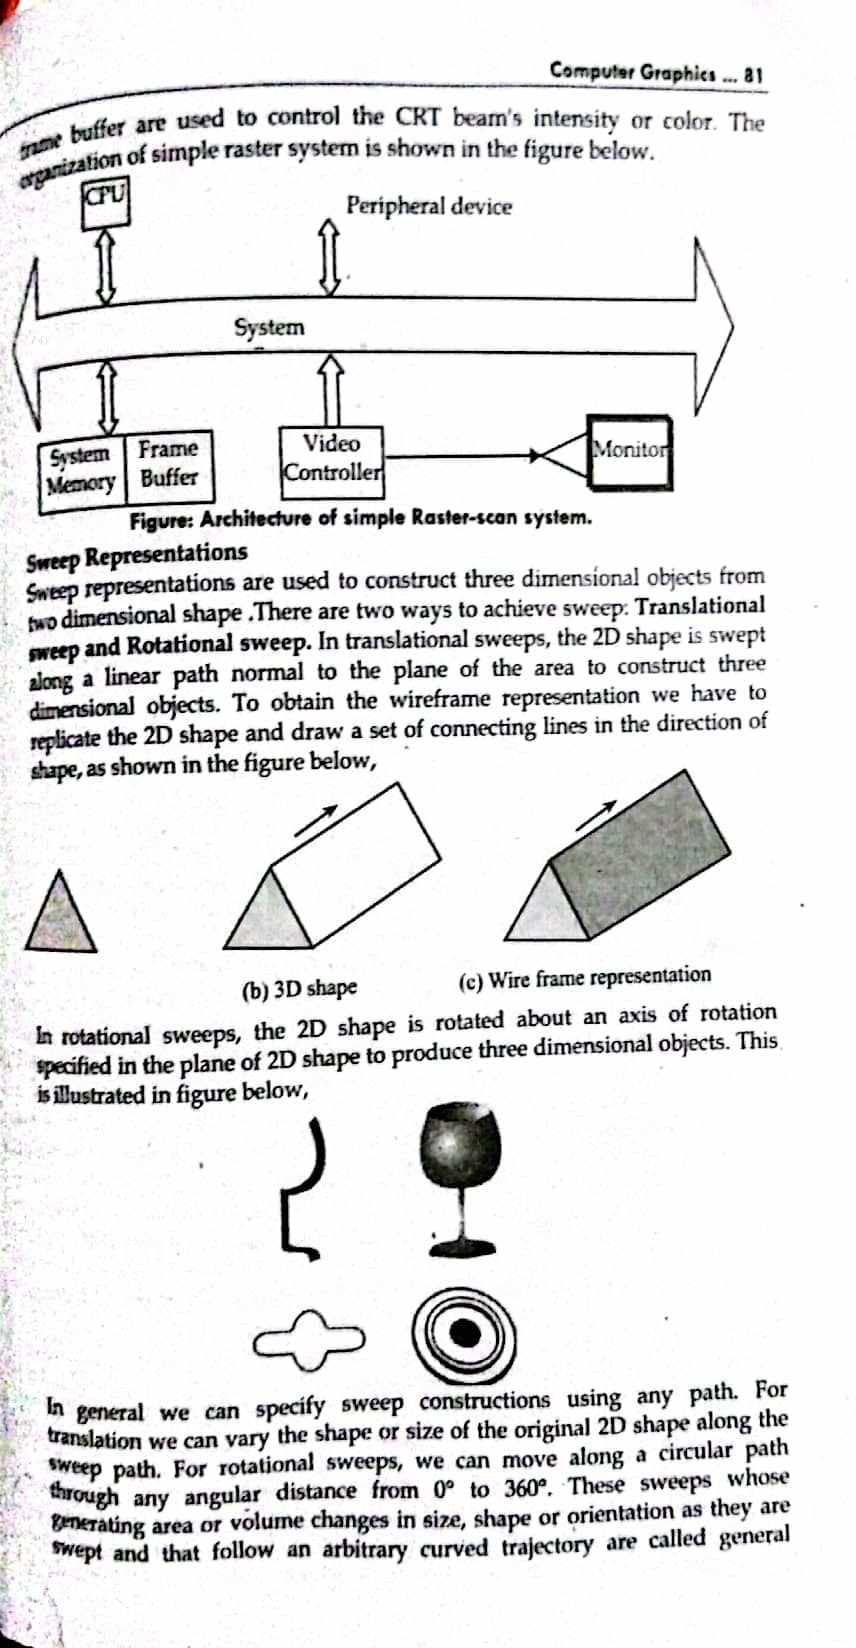 Computer Graphics ... 81
frame buffer are used to control the CRT beam's intensity or color. The
organization of simple raster system is shown in the figure below.
CPU
Peripheral device
System
System Memory
Frame Buffer
Video Controller
Monitor
Figure: Architecture of simple Raster-scan system.
Sweep Representations
Sweep representations are used to construct three dimensional objects from
two dimensional shape .There are two ways to achieve sweep: Translational
sweep and Rotational sweep. In translational sweeps, the 2D shape is swept
along a linear path normal to the plane of the area to construct three
dimensional objects. To obtain the wireframe representation we have to
replicate the 2D shape and draw a set of connecting lines in the direction of
shape, as shown in the figure below,
(b) 3D shape
(c) Wire frame representation
In rotational sweeps, the 2D shape is rotated about an axis of rotation
specified in the plane of 2D shape to produce three dimensional objects. This
is illustrated in figure below,
In general we can specify sweep constructions using any path. For
translation we can vary the shape or size of the original 2D shape along the
sweep path. For rotational sweeps, we can move along a circular path
through any angular distance from 0° to 360°. These sweeps whose
generating area or volume changes in size, shape or orientation as they are
swept and that follow an arbitrary curved trajectory are called general